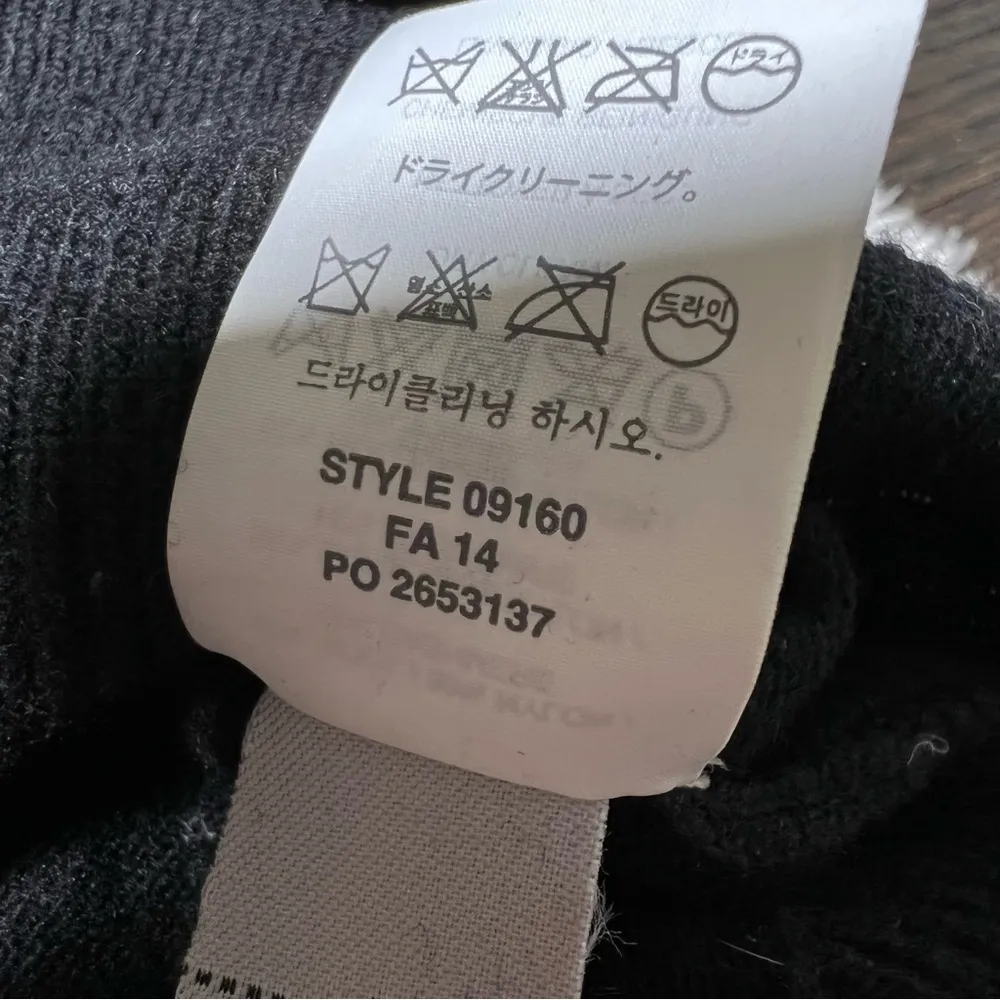 ドライ
ドライクリーニング。
드라이
드라이클리닝 하시오.
STYLE 09160
FA 14
PO 2653137